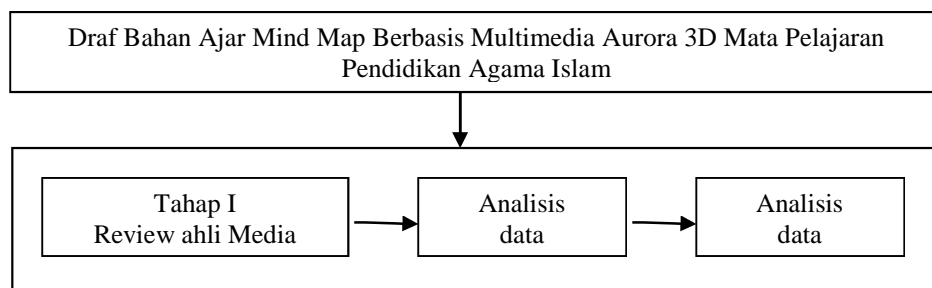 Draf Bahan Ajar Mind Map Berbasis Multimedia Aurora 3D Mata Pelajaran
Pendidikan Agama Islam
Tahap I
Review ahli Media
Analisis
data
Analisis
data